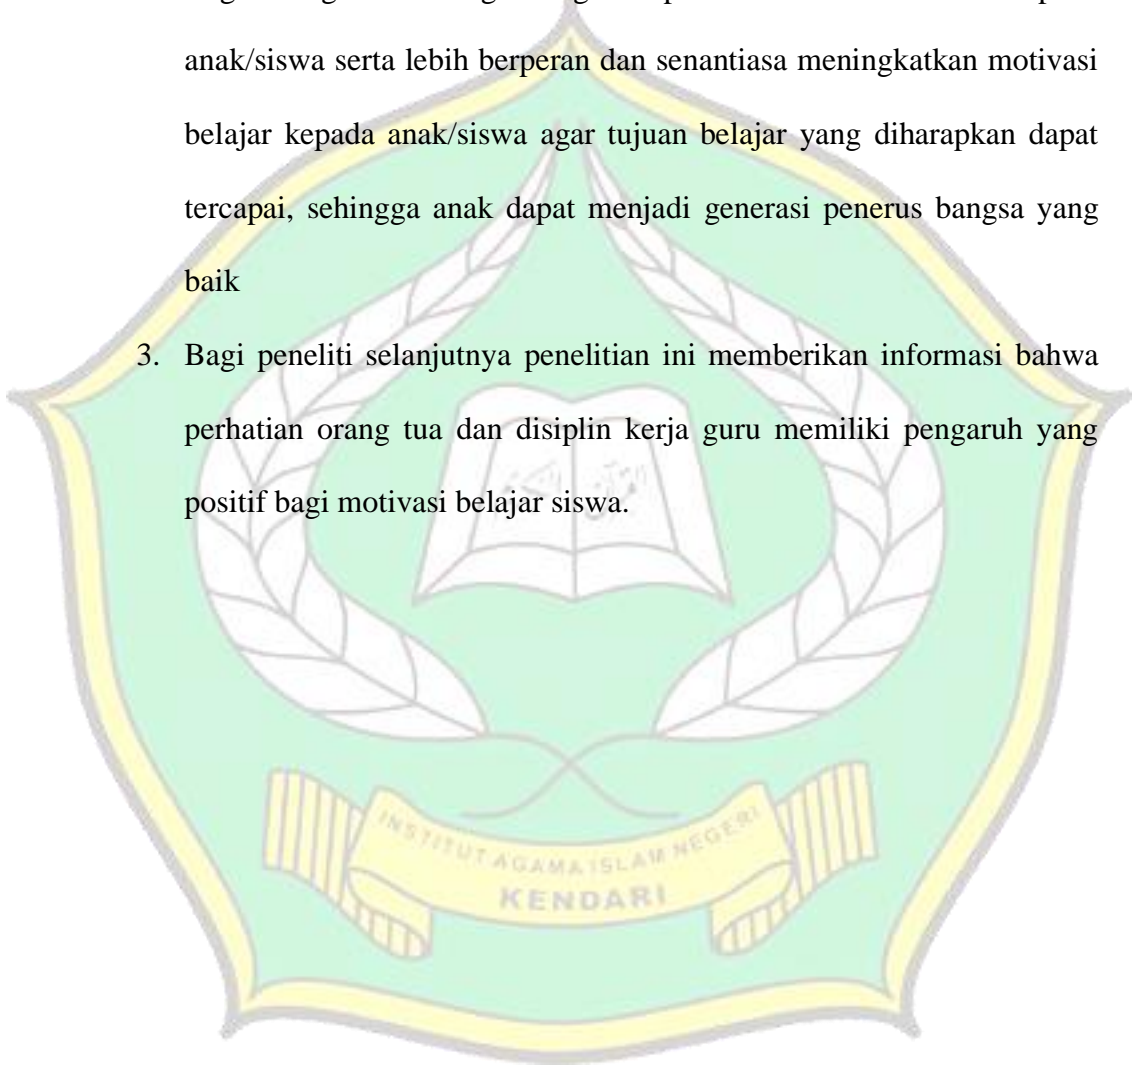 anak/siswa serta lebih berperan dan senantiasa meningkatkan motivasi
belajar kepada anak/siswa agar tujuan belajar yang diharapkan dapat
tercapai, sehingga anak dapat menjadi generasi penerus bangsa yang
baik
3. Bagi peneliti selanjutnya penelitian ini memberikan informasi bahwa
perhatian orang tua dan disiplin kerja guru memiliki pengaruh yang
positif bagi motivasi belajar siswa.
INSTITUT AGAMA ISLAM NEGERI
KENDARI